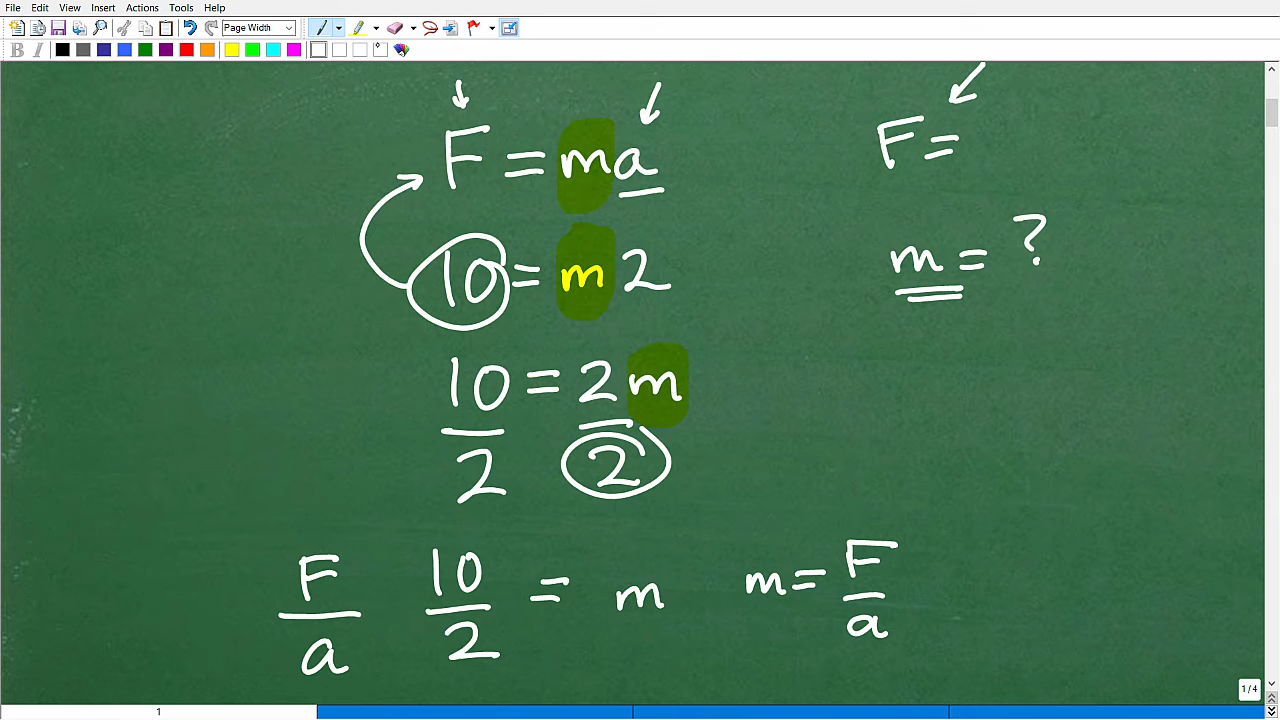 File Edit View Insert Actions Tools Help
Page Width
B I
F = ma
F =
10 = m 2
m = ?
10 = 2m
2 2
F 10 = m m = F
a 2 a
1 / 4
1